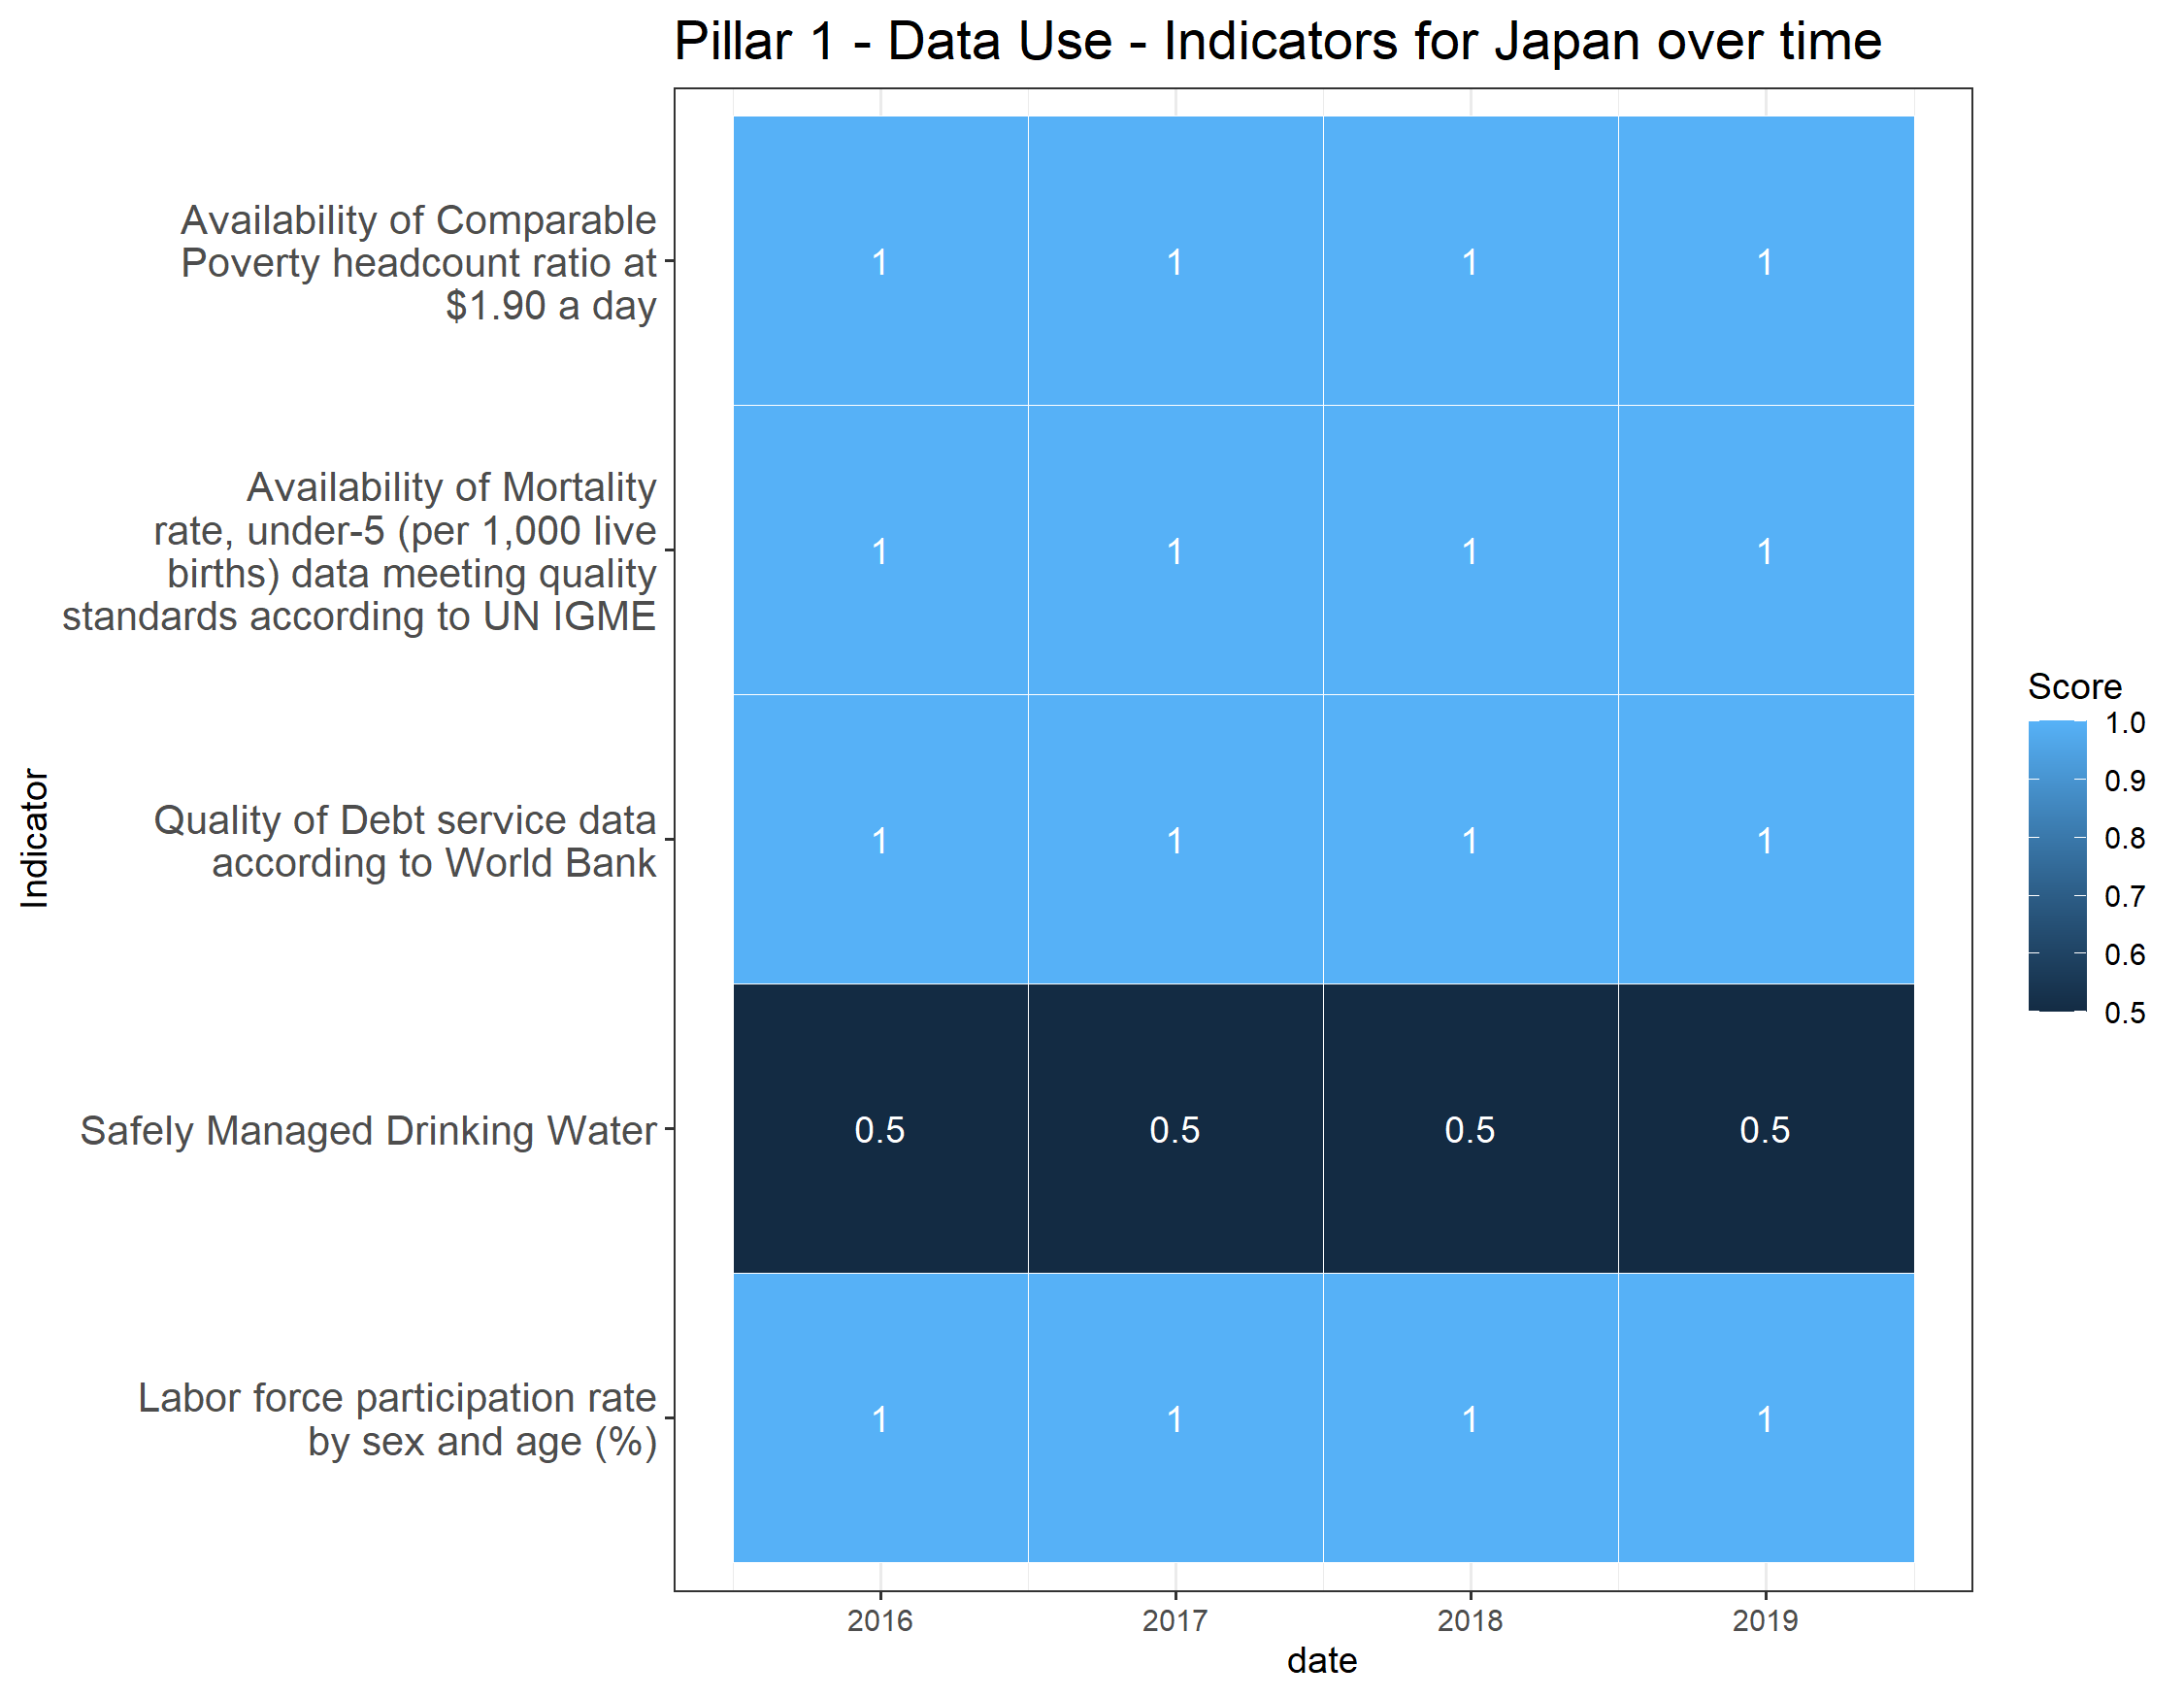 Pillar 1 - Data Use - Indicators for Japan over time
Indicator
Availability of Comparable
Poverty headcount ratio at
$1.90 a day
1 1 1 1
Availability of Mortality
rate, under-5 (per 1,000 live
births) data meeting quality
standards according to UN IGME
1 1 1 1
Quality of Debt service data
according to World Bank
1 1 1 1
Safely Managed Drinking Water
0.5 0.5 0.5 0.5
Labor force participation rate
by sex and age (%)
1 1 1 1
2016 2017 2018 2019
date
Score
1.0
0.9
0.8
0.7
0.6
0.5